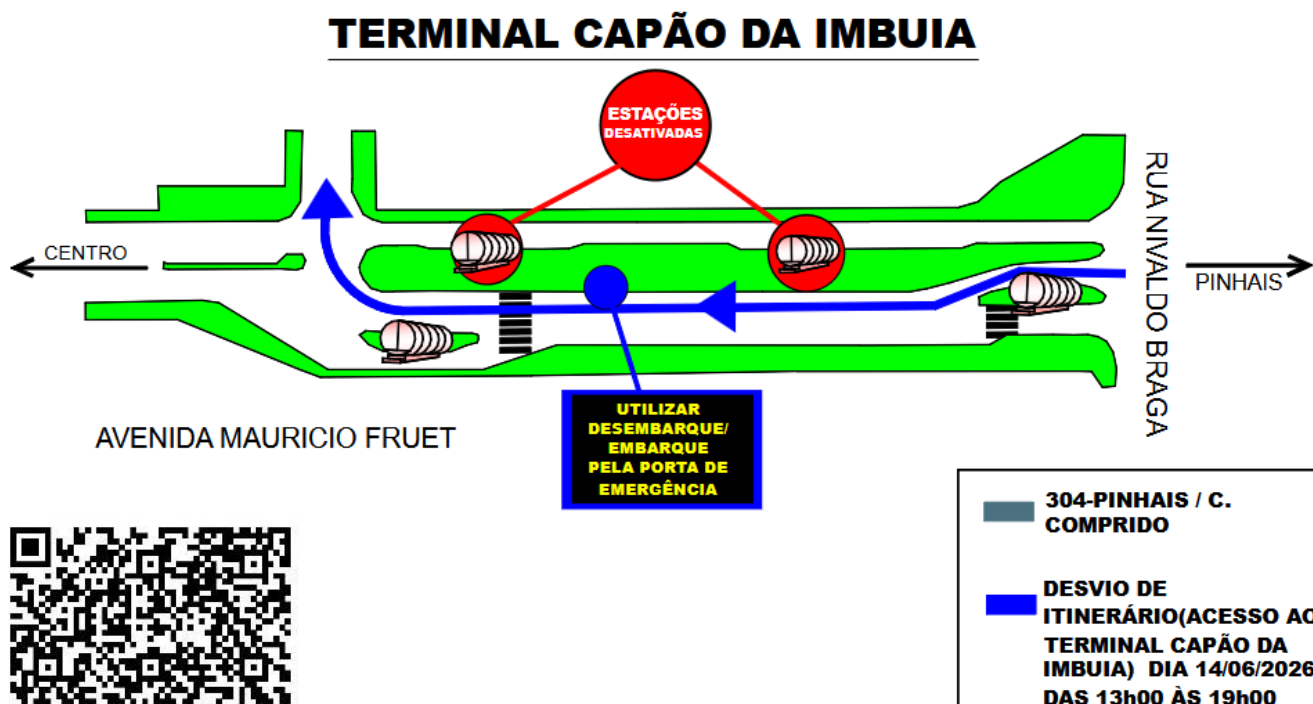 TERMINAL CAPÃO DA IMBUIA
ESTAÇÕES
DESATIVADAS
CENTRO
PINHAIS
RUA NIVALDO BRAGA
UTILIZAR
DESEMBARQUE/
EMBARQUE
PELA PORTA DE
EMERGÊNCIA
AVENIDA MAURICIO FRUET
304-PINHAIS / C.
COMPRIDO
DESVIO DE
ITINERÁRIO(ACESSO AO
TERMINAL CAPÃO DA
IMBUIA) DIA 14/06/2026
DAS 13h00 ÀS 19h00